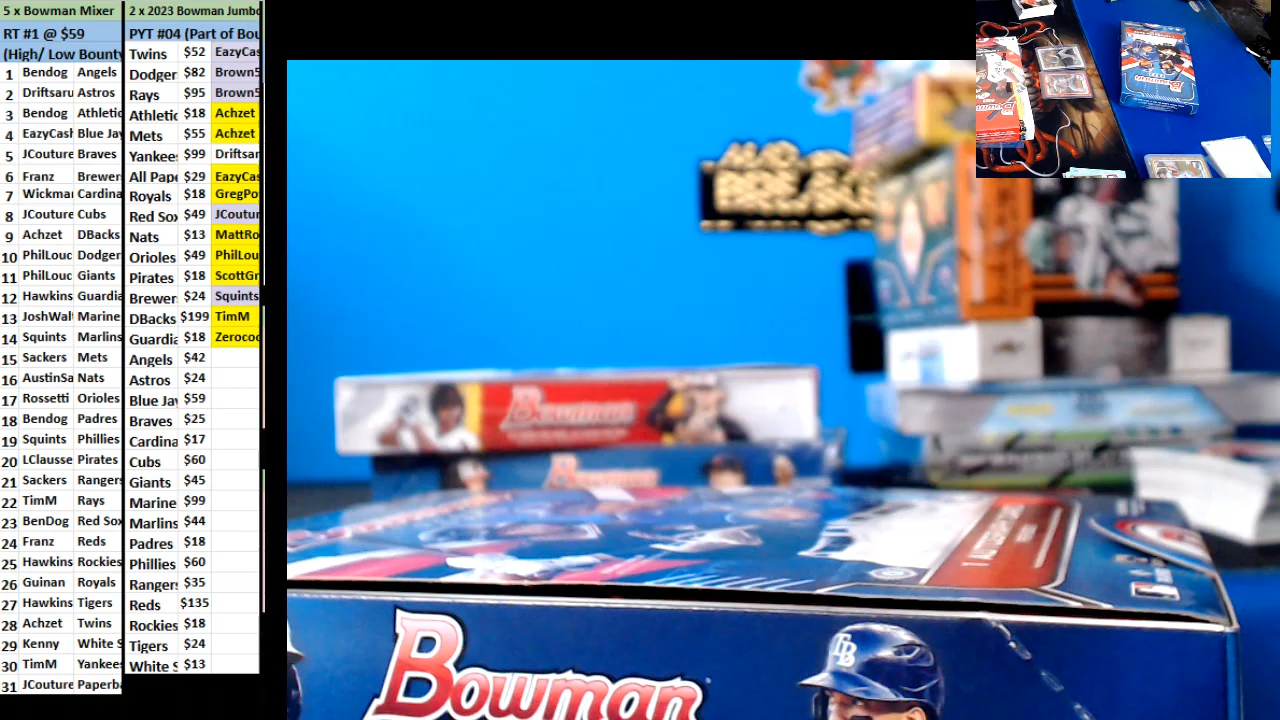 5 x Bowman Mixer
RT #1 @ $59
(High/ Low Bounty
1 Bendog Angels
2 Driftsaru Astros
3 Bendog Athletic
4 EazyCash Blue Jay
5 JCouture Braves
6 Franz Brewer
7 Wickman Cardina
8 JCouture Cubs
9 Achzet DBacks
10 PhilLouc Dodger
11 PhilLouc Giants
12 Hawkins Guardia
13 JoshWalt Marine
14 Squints Marlins
15 Sackers Mets
16 AustinSa Nats
17 Rossetti Orioles
18 Bendog Padres
19 Squints Phillies
20 LClausse Pirates
21 Sackers Rangers
22 TimM Rays
23 BenDog Red Sox
24 Franz Reds
25 Hawkins Rockies
26 Guinan Royals
27 Hawkins Tigers
28 Achzet Twins
29 Kenny White S
30 TimM Yankees
31 JCouture Paperba
2 x 2023 Bowman Jumbo
PYT #04 (Part of Bou
Twins $52 EazyCas
Dodger $82 Brown5
Rays $95 Brown5
Athletic $18 Achzet
Mets $55 Achzet
Yankees $99 Driftsar
All Pape $29 EazyCas
Royals $18 GregPo
Red Sox $49 JCoutur
Nats $13 MattRo
Orioles $49 PhilLou
Pirates $18 ScottGr
Brewer $24 Squints
DBacks $199 TimM
Guardia $18 Zerococ
Angels $42
Astros $24
Blue Jay $59
Braves $25
Cardina $17
Cubs $60
Giants $45
Marine $99
Marlins $44
Padres $18
Phillies $60
Rangers $35
Reds $135
Rockies $18
Tigers $24
White S $13
Bowman
Bowman
Bowman
TB